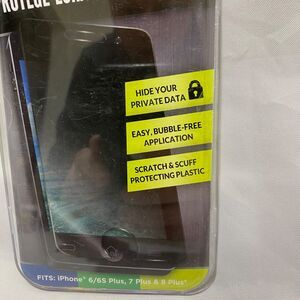 HIDE YOUR
PRIVATE DATA
EASY, BUBBLE-FREE
APPLICATION
SCRATCH & SCUFF
PROTECTING PLASTIC
FITS: iPhone® 6/6S Plus, 7 Plus & 8 Plus*